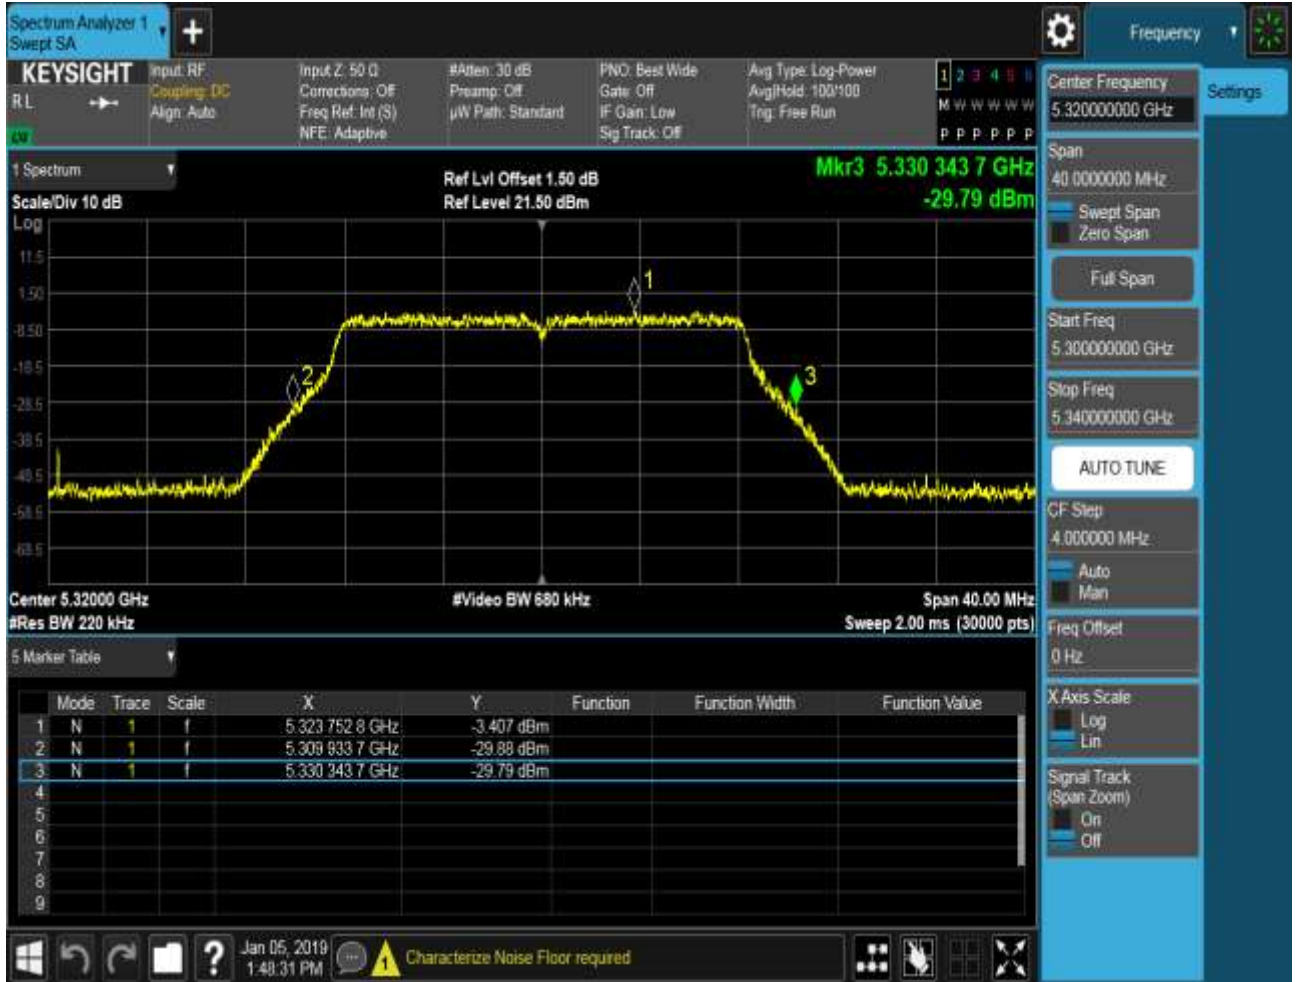 Spectrum Analyzer 1
Swept SA
Frequency
KEYSIGHT
RL
Input: RF
Coupling: DC
Align: Auto
Input Z: 50 Ω
Corrections: Off
Freq Ref: Int (S)
NFE: Adaptive
#Atten: 30 dB
Preamp: Off
µW Path: Standard
PNO: Best Wide
Gate: Off
IF Gain: Low
Sig Track: Off
Avg Type: Log-Power
Avg|Hold: 100/100
Trig: Free Run
1 2 3 4 5 6
M W W W W W
P P P P P P
1 Spectrum
Scale/Div 10 dB
Ref Lvl Offset 1.50 dB
Ref Level 21.50 dBm
Mkr3 5.330 343 7 GHz
-29.79 dBm
Log
11.5
1.50
-8.50
-18.5
-28.5
-38.5
-48.5
-58.5
-68.5
1
2
3
Center 5.32000 GHz
#Res BW 220 kHz
#Video BW 680 kHz
Span 40.00 MHz
Sweep 2.00 ms (30000 pts)
5 Marker Table
Mode Trace Scale X Y Function Function Width Function Value
1 N 1 f 5.323 752 8 GHz -3.407 dBm
2 N 1 f 5.309 933 7 GHz -29.88 dBm
3 N 1 f 5.330 343 7 GHz -29.79 dBm
4
5
6
7
8
9
Jan 05, 2019
1:48:31 PM
1
Characterize Noise Floor required
Center Frequency
5.320000000 GHz
Settings
Span
40.0000000 MHz
Swept Span
Zero Span
Full Span
Start Freq
5.300000000 GHz
Stop Freq
5.340000000 GHz
AUTO TUNE
CF Step
4.000000 MHz
Auto
Man
Freq Offset
0 Hz
X Axis Scale
Log
Lin
Signal Track
(Span Zoom)
On
Off